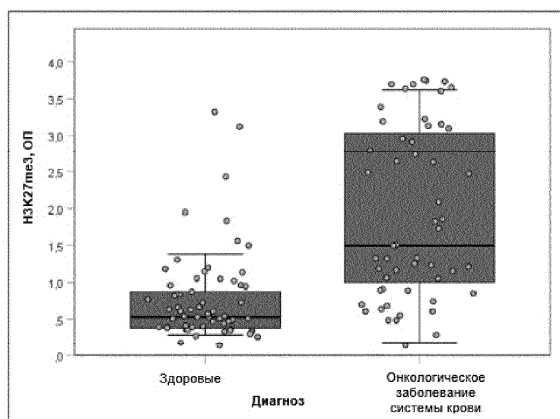 H3K27me3, ОП
4,0
3,5
3,0
2,5
2,0
1,5
1,0
,5
,0
Здоровые
Онкологическое
заболевание
системы крови
Диагноз